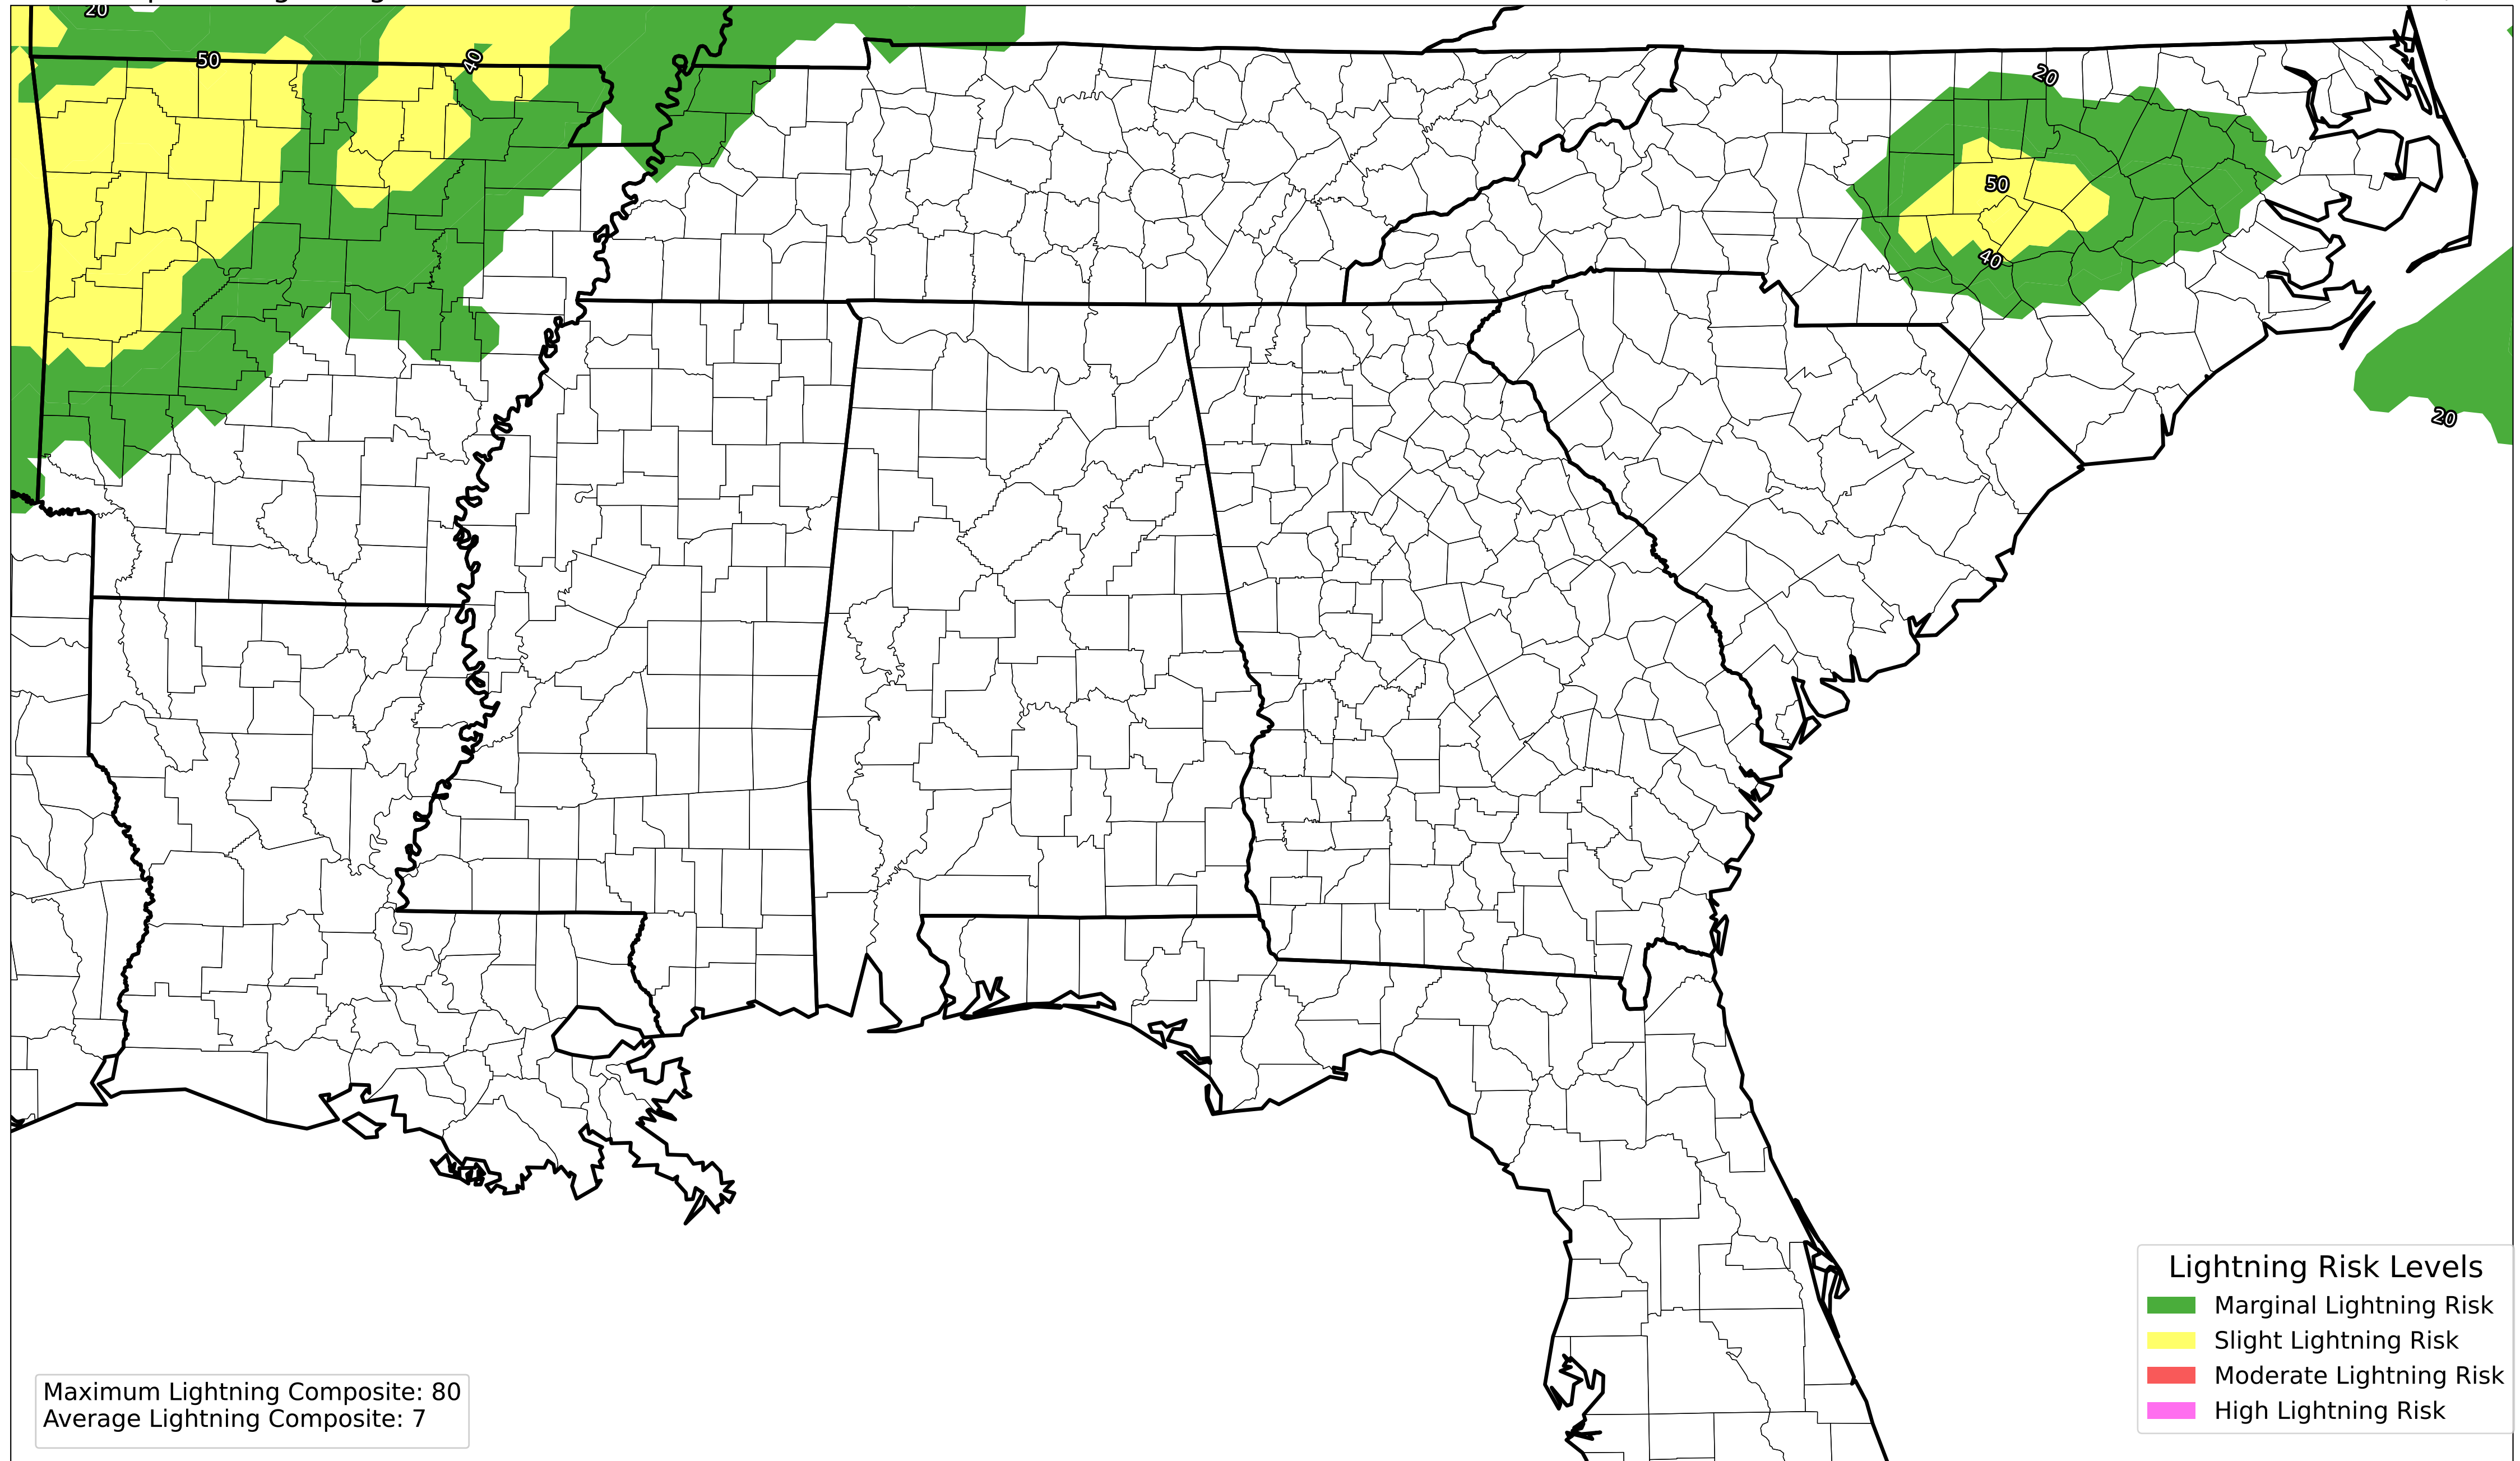 20
50
40
20
50
40
20
Lightning Risk Levels
Marginal Lightning Risk
Slight Lightning Risk
Moderate Lightning Risk
High Lightning Risk
Maximum Lightning Composite: 80
Average Lightning Composite: 7